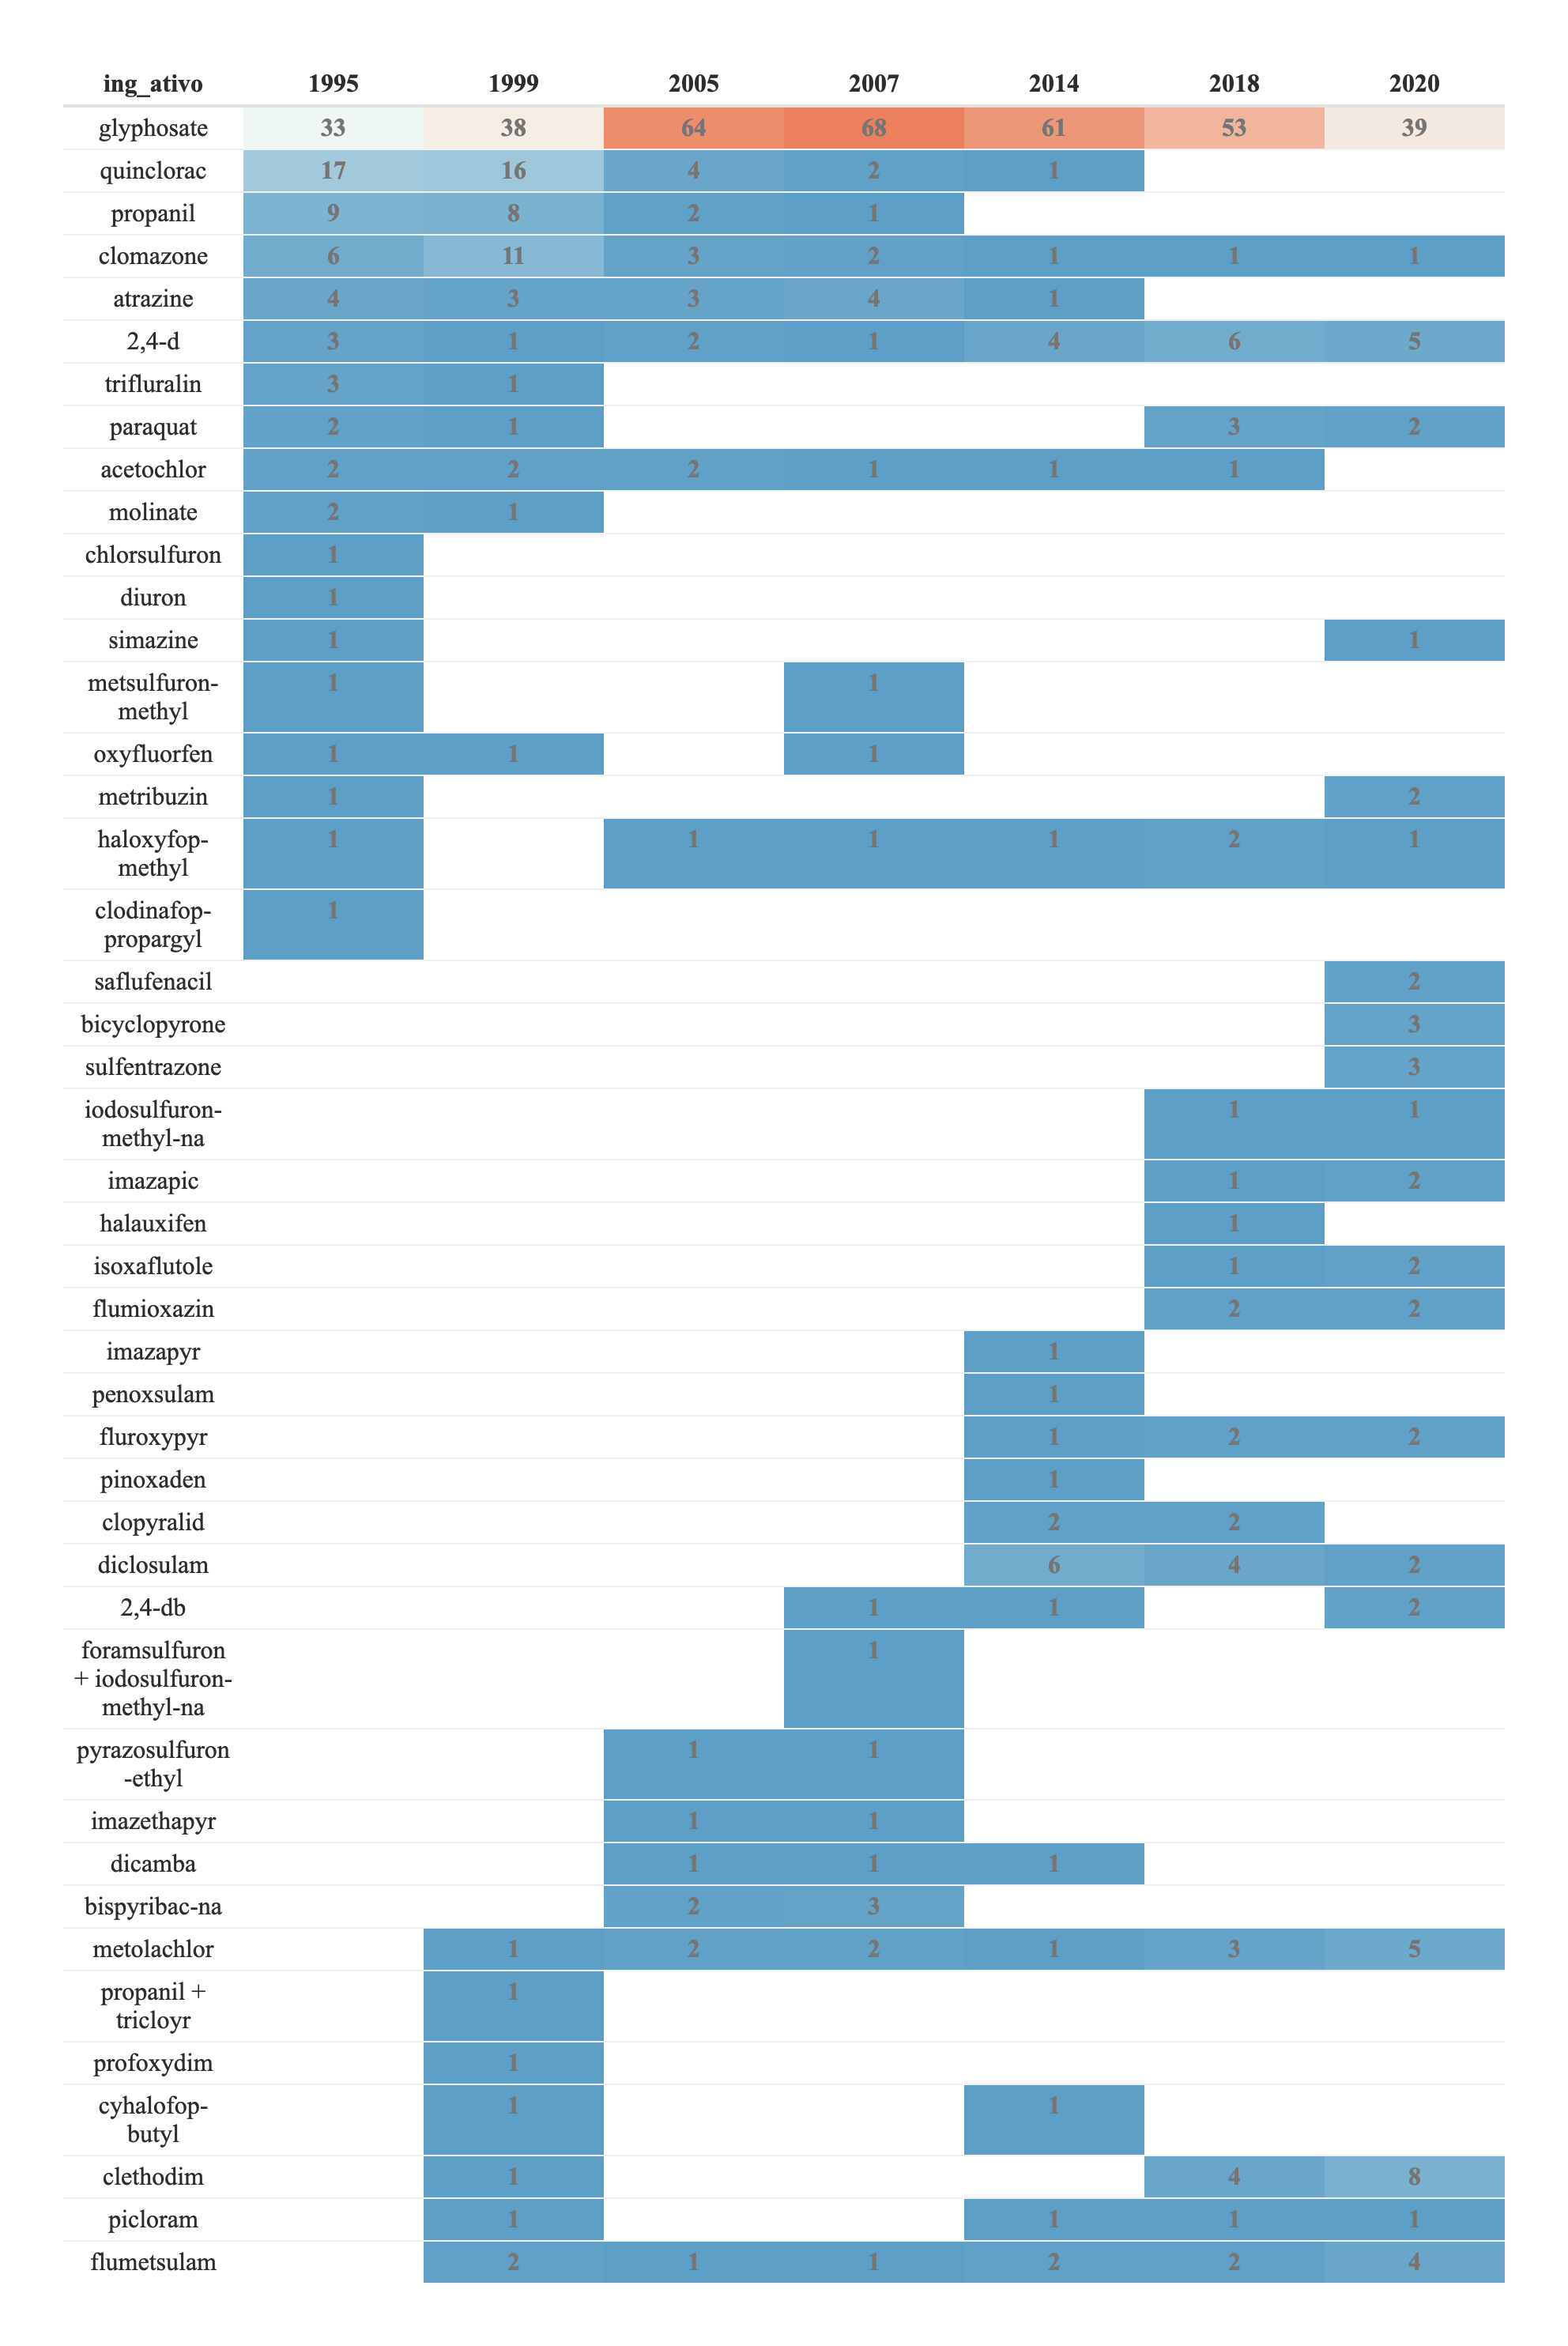 ing_ativo 1995 1999 2005 2007 2014 2018 2020
glyphosate 33 38 64 68 61 53 39
quinclorac 17 16 4 2 1
propanil 9 8 2 1
clomazone 6 11 3 2 1 1 1
atrazine 4 3 3 4 1
2,4-d 3 1 2 1 4 6 5
trifluralin 3 1
paraquat 2 1 3 2
acetochlor 2 2 2 1 1 1
molinate 2 1
chlorsulfuron 1
diuron 1
simazine 1 1
metsulfuron- 1 1
methyl
oxyfluorfen 1 1 1
metribuzin 1 2
haloxyfop- 1 1 1 1 2 1
methyl
clodinafop- 1
propargyl
saflufenacil 2
bicyclopyrone 3
sulfentrazone 3
iodosulfuron- 1 1
methyl-na
imazapic 1 2
halauxifen 1
isoxaflutole 1 2
flumioxazin 2 2
imazapyr 1
penoxsulam 1
fluroxypyr 1 2 2
pinoxaden 1
clopyralid 2 2
diclosulam 6 4 2
2,4-db 1 1 2
foramsulfuron 1
+ iodosulfuron-
methyl-na
pyrazosulfuron 1 1
-ethyl
imazethapyr 1 1
dicamba 1 1 1
bispyribac-na 2 3
metolachlor 1 2 2 1 3 5
propanil + 1
tricloyr
profoxydim 1
cyhalofop- 1 1
butyl
clethodim 1 4 8
picloram 1 1 1 1
flumetsulam 2 1 1 2 2 4